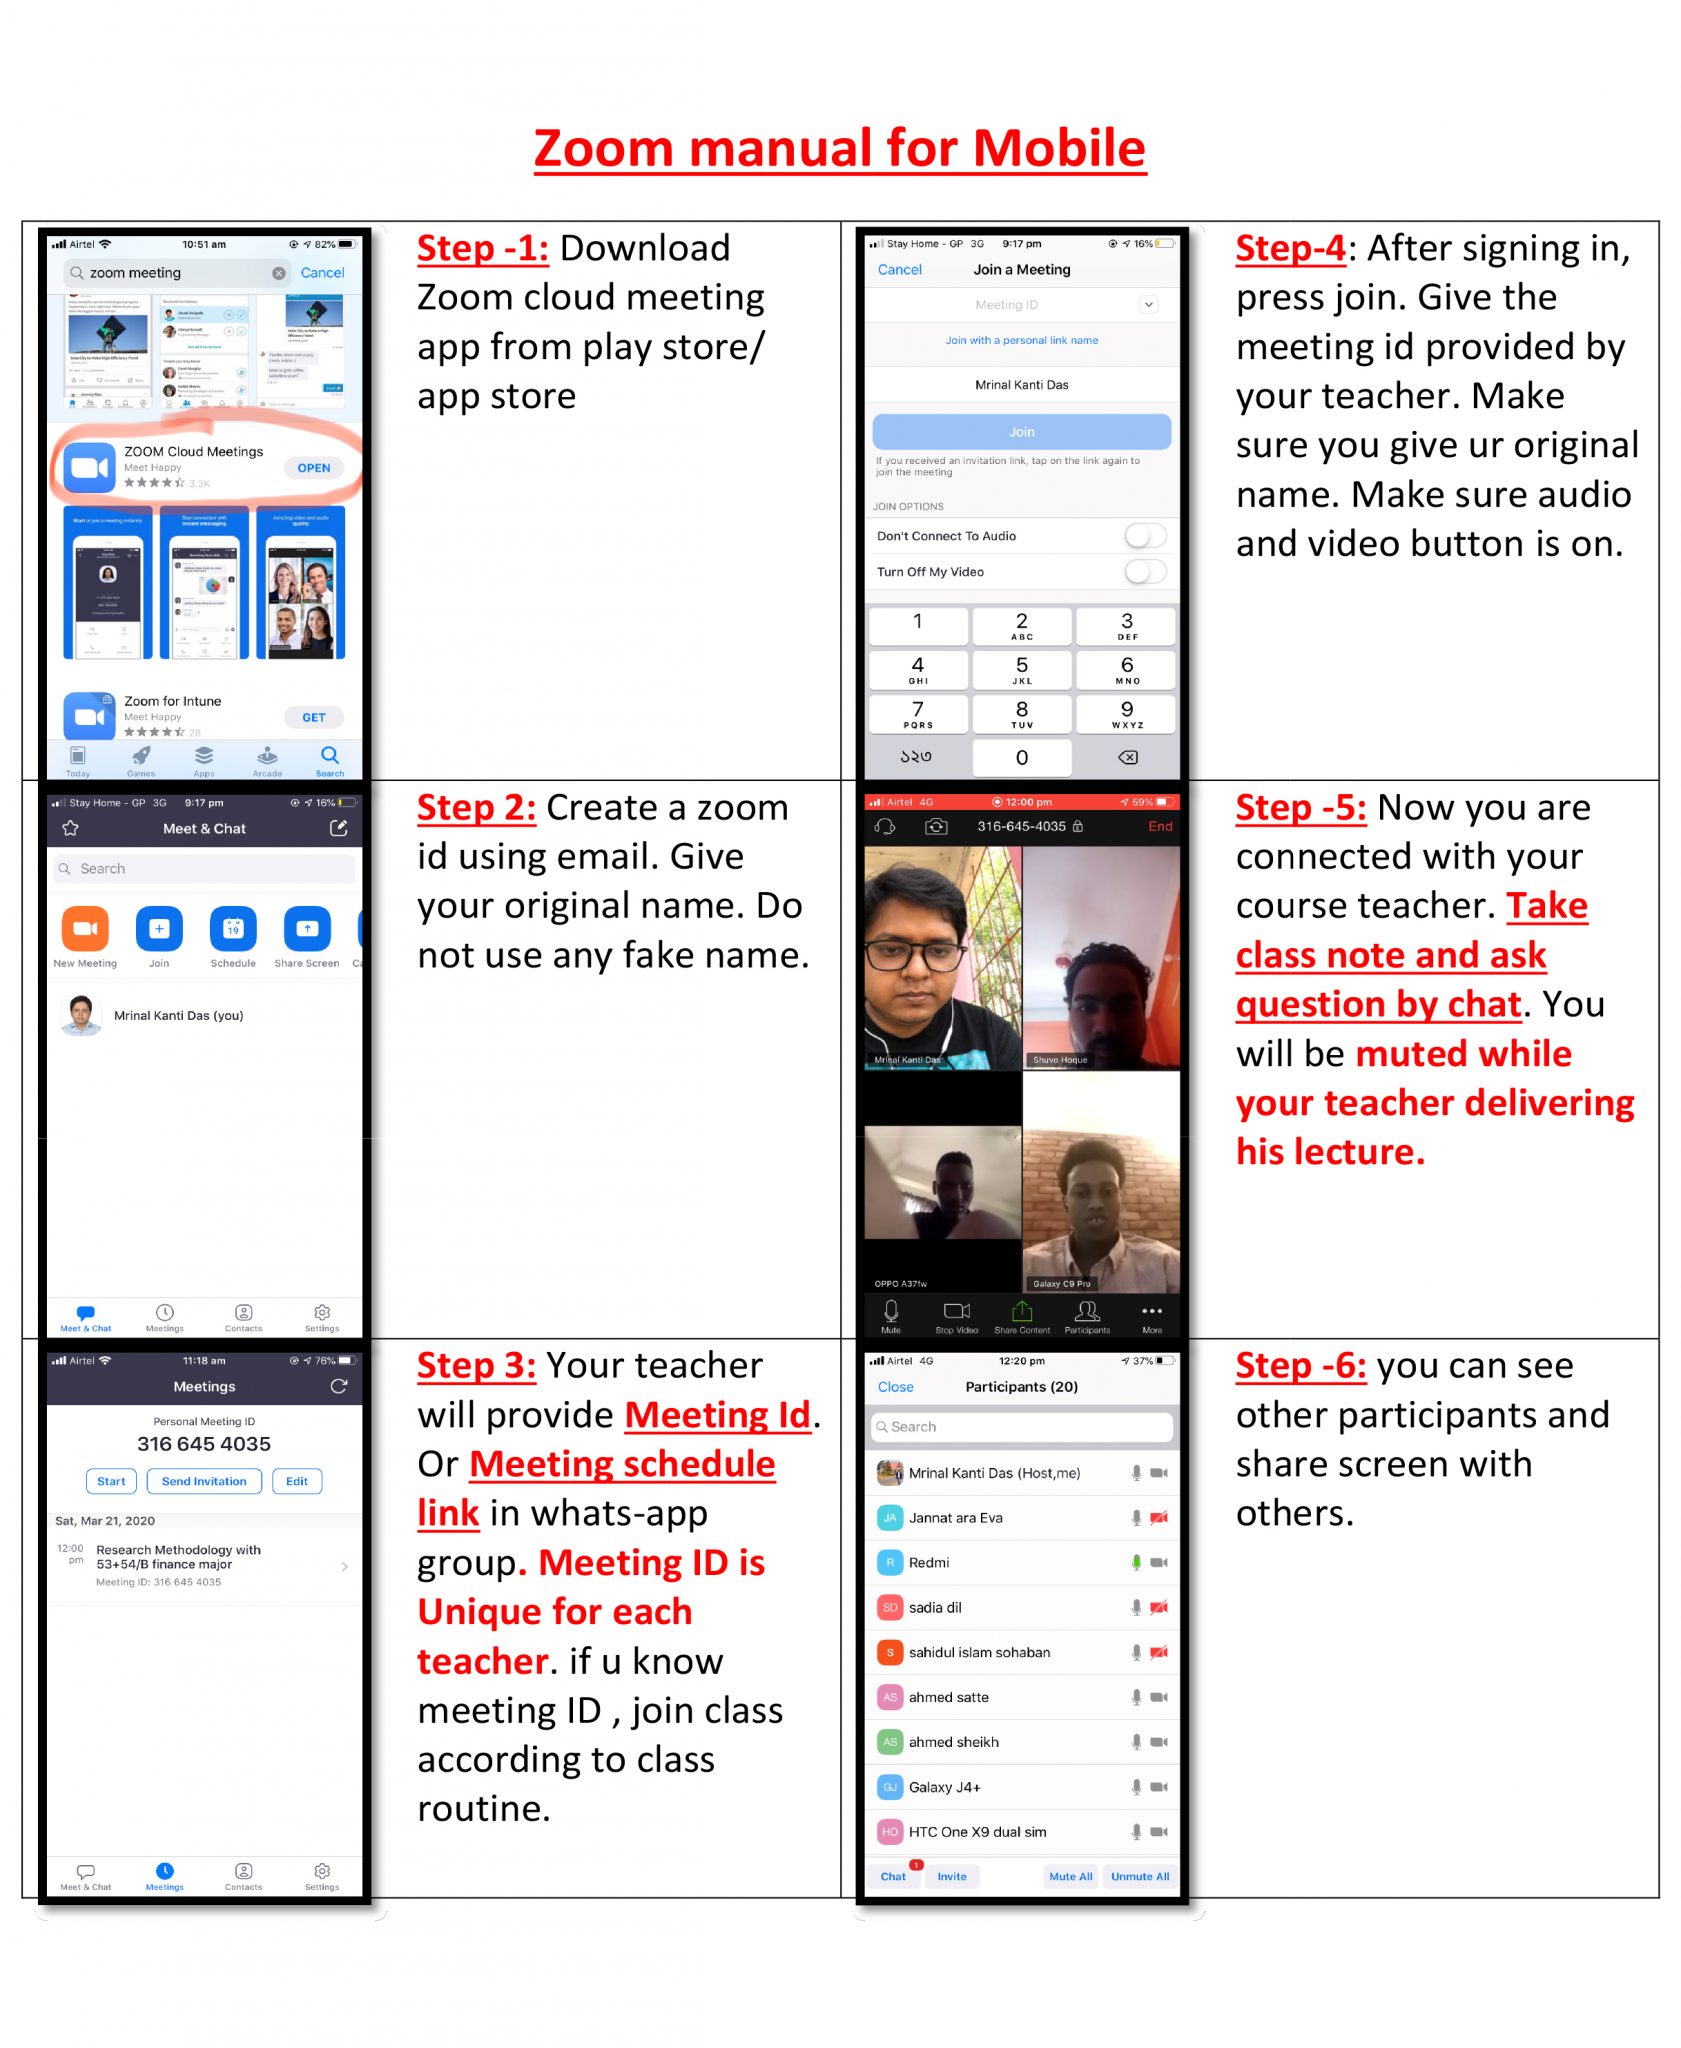 Zoom manual for Mobile
Airtel
10:51 am
82%
zoom meeting
Cancel
ZOOM Cloud Meetings
Meet Happy
3.3K
OPEN
Start or join a meeting instantly
Stay connected with
instant messaging
Amazing video and audio
quality
Zoom for Intune
Meet Happy
28
GET
Today
Games
Apps
Arcade
Search
Step -1: Download
Zoom cloud meeting
app from play store/
app store
Stay Home - GP 3G
9:17 pm
16%
Meet & Chat
Search
New Meeting
Join
19
Schedule
Share Screen
Mrinal Kanti Das (you)
Meet & Chat
Meetings
Contacts
Settings
Step 2: Create a zoom
id using email. Give
your original name. Do
not use any fake name.
Airtel
11:18 am
76%
Meetings
Personal Meeting ID
316 645 4035
Start
Send Invitation
Edit
Sat, Mar 21, 2020
12:00
pm
Research Methodology with
53+54/B finance major
Meeting ID: 316 645 4035
Meet & Chat
Meetings
Contacts
Settings
Step 3: Your teacher
will provide Meeting Id.
Or Meeting schedule
link in whats-app
group. Meeting ID is
Unique for each
teacher. if u know
meeting ID , join class
according to class
routine.
Stay Home - GP 3G
9:17 pm
16%
Cancel
Join a Meeting
Meeting ID
Join with a personal link name
Mrinal Kanti Das
Join
If you received an invitation link, tap on the link again to
join the meeting
JOIN OPTIONS
Don't Connect To Audio
Turn Off My Video
1
2
ABC
3
DEF
4
GHI
5
JKL
6
MNO
7
PQRS
8
TUV
9
WXYZ
১২৩
0
Step-4: After signing in,
press join. Give the
meeting id provided by
your teacher. Make
sure you give ur original
name. Make sure audio
and video button is on.
Airtel 4G
12:00 pm
59%
316-645-4035
End
Mrinal Kanti Das
Shuvo Hoque
OPPO A37fw
Galaxy C9 Pro
Mute
Stop Video
Share Content
Participants
More
Step -5: Now you are
connected with your
course teacher. Take
class note and ask
question by chat. You
will be muted while
your teacher delivering
his lecture.
Airtel 4G
12:20 pm
37%
Close
Participants (20)
Search
Mrinal Kanti Das (Host,me)
JA Jannat ara Eva
R Redmi
SD sadia dil
S sahidul islam sohaban
AS ahmed satte
AS ahmed sheikh
GJ Galaxy J4+
HO HTC One X9 dual sim
Chat
1
Invite
Mute All
Unmute All
Step -6: you can see
other participants and
share screen with
others.